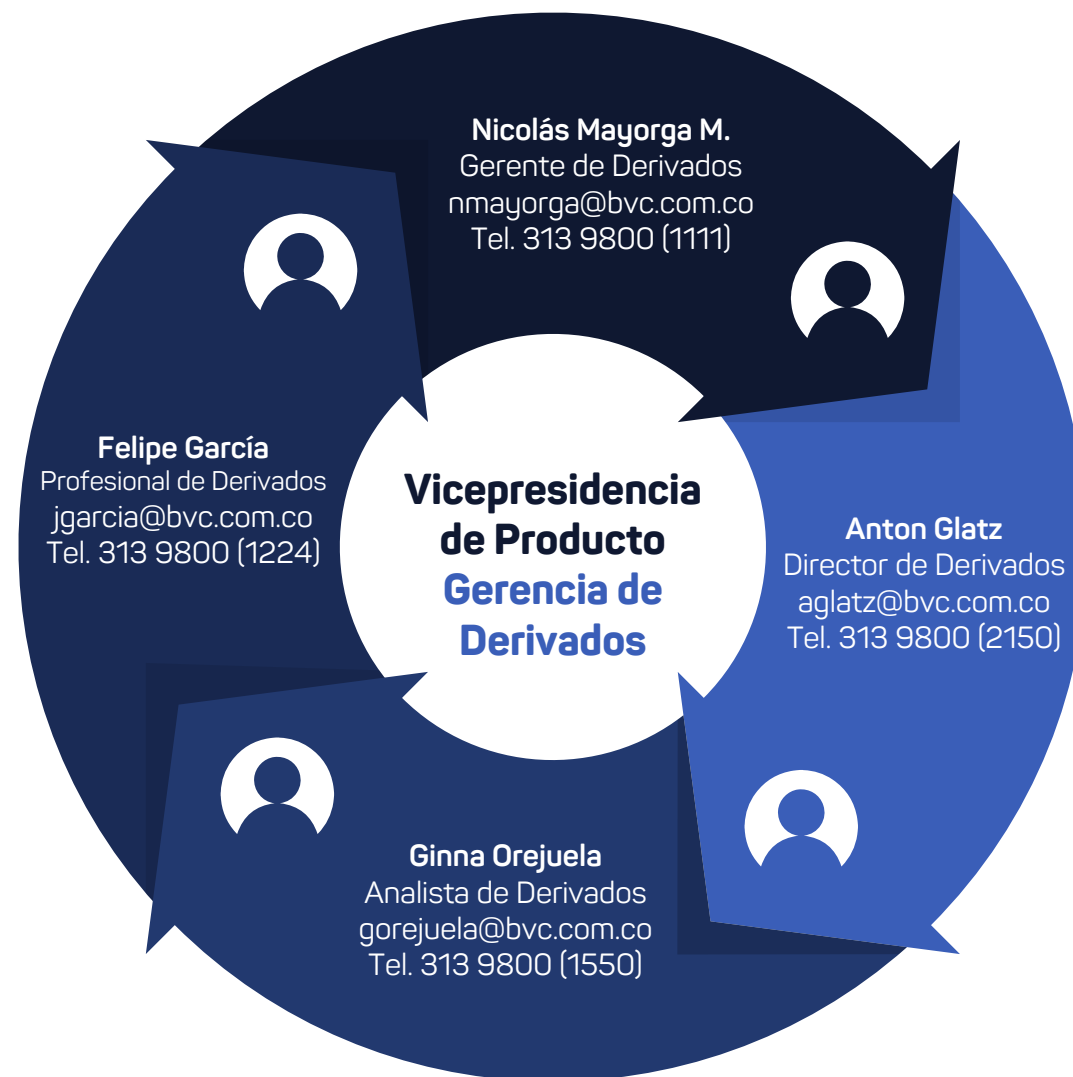 Nicolás Mayorga M.
Gerente de Derivados
nmayorga@bvc.com.co
Tel. 313 9800 (1111)
Felipe García
Profesional de Derivados
jgarcia@bvc.com.co
Tel. 313 9800 (1224)
Vicepresidencia
de Producto
Gerencia de
Derivados
Anton Glatz
Director de Derivados
aglatz@bvc.com.co
Tel. 313 9800 (2150)
Ginna Orejuela
Analista de Derivados
gorejuela@bvc.com.co
Tel. 313 9800 (1550)